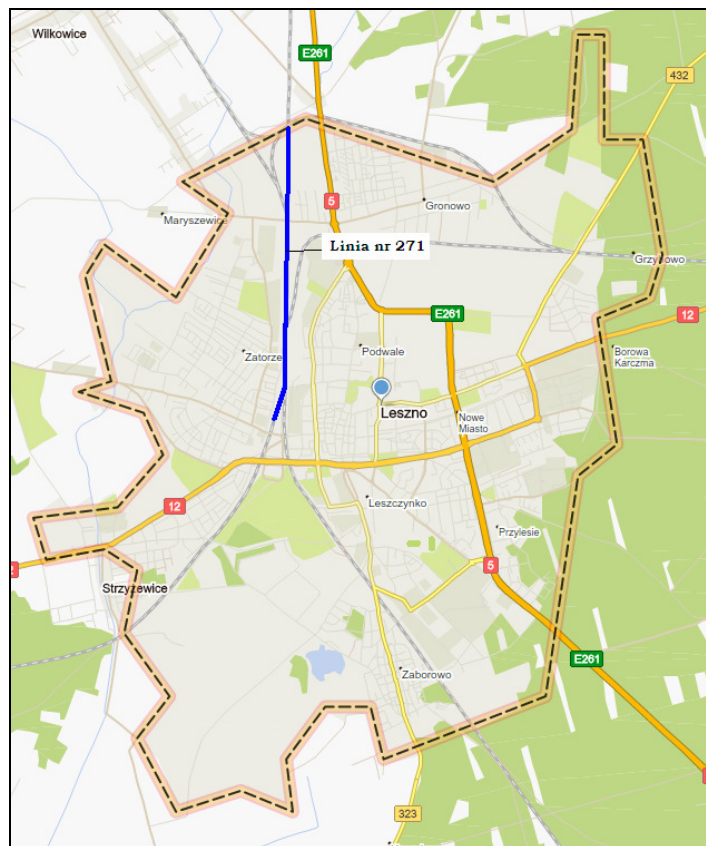 Wilkowice
E261
432
5
Maryszewice
Gronowo
Linia nr 271
Grzybowo
E261
12
Zatorze
Podwale
Borowa
Karczma
Leszno
Nowe
Miasto
12
Leszczynko
Przylesie
5
Strzyżewice
E261
Zaborowo
323